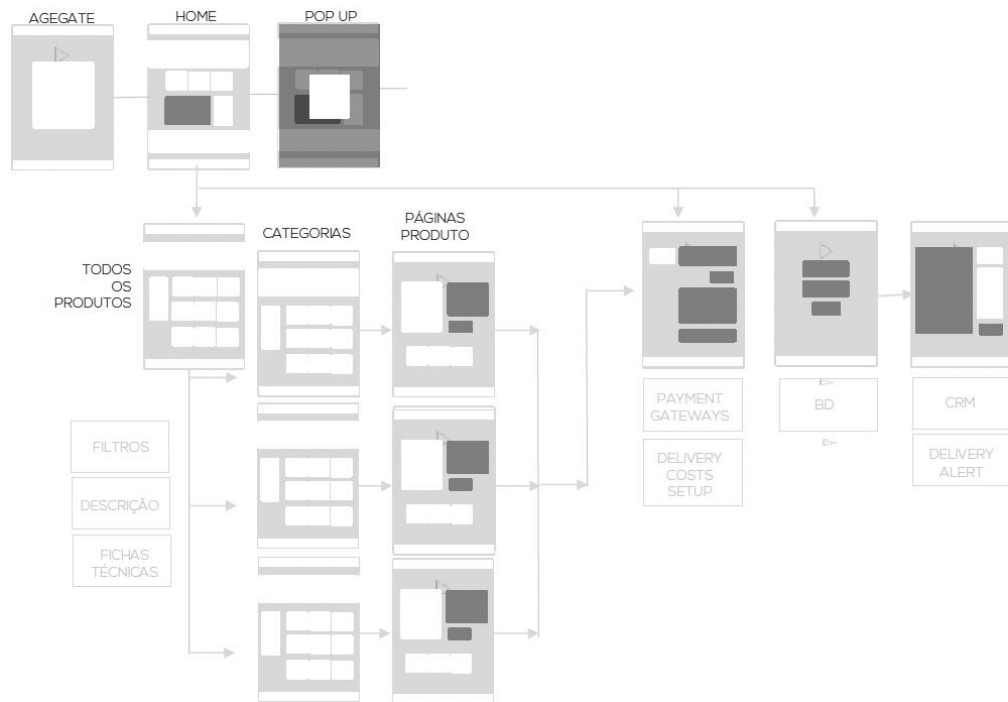 AGEGATE
HOME
POP UP
TODOS
OS
PRODUTOS
CATEGORIAS
PÁGINAS
PRODUTO
FILTROS
DESCRIÇÃO
FICHAS
TÉCNICAS
PAYMENT
GATEWAYS
DELIVERY
COSTS
SETUP
BD
CRM
DELIVERY
ALERT